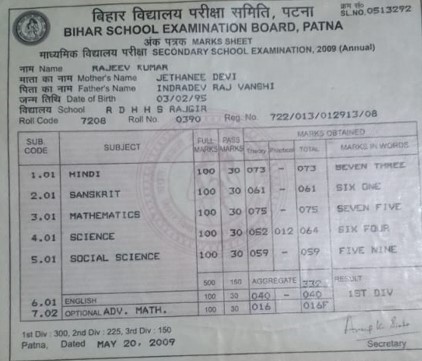 बिहार विद्यालय परीक्षा समिति, पटना
SL.NO.0513292
BIHAR SCHOOL EXAMINATION BOARD, PATNA
अंक पत्रक MARKS SHEET
माध्यमिक विद्यालय परीक्षा SECONDARY SCHOOL EXAMINATION, 2009 (Annual)
नाम Name RAJEEV KUMAR
माता का नाम Mother's Name JETHANEE DEVI
पिता का नाम Father's Name INDRADEV RAJ VANSHI
जन्म तिथि Date of Birth 03/02/95
विद्यालय School R D H H S RAJGIR
Roll Code 7208 Roll No. 0390 Reg. No. 722/013/012913/08
SUB. CODE SUBJECT FULL MARKS PASS MARKS MARKS OBTAINED
Theory Practical TOTAL MARKS IN WORDS
1.01 HINDI 100 30 073 - 073 SEVEN THREE
2.01 SANSKRIT 100 30 061 - 061 SIX ONE
3.01 MATHEMATICS 100 30 075 - 075 SEVEN FIVE
4.01 SCIENCE 100 30 052 012 064 SIX FOUR
5.01 SOCIAL SCIENCE 100 30 059 - 059 FIVE NINE
500 150 AGGREGATE 332 RESULT
6.01 ENGLISH 100 30 040 - 040 1ST DIV
7.02 OPTIONAL ADV. MATH. 100 30 016 016F
1st Div : 300, 2nd Div : 225, 3rd Div : 150
Patna, Dated MAY 20, 2009
Secretary